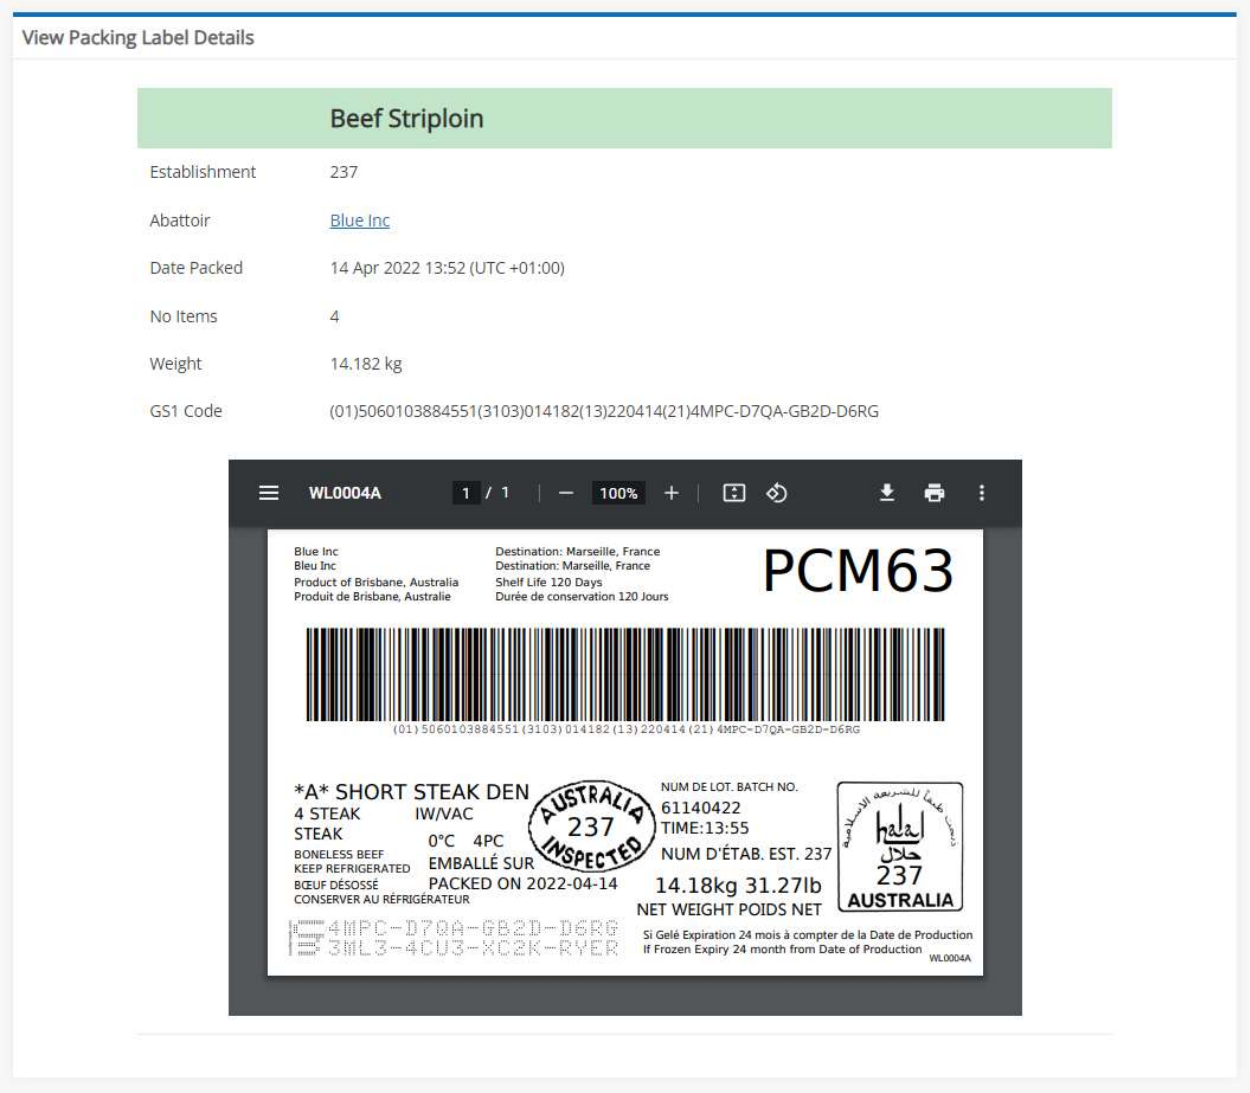 View Packing Label Details
Beef Striploin
Establishment 237
Abattoir Blue Inc
Date Packed 14 Apr 2022 13:52 (UTC +01:00)
No Items 4
Weight 14.182 kg
GS1 Code (01)5060103884551(3103)014182(13)220414(21)4MPC-D7QA-GB2D-D6RG
WL0004A 1 / 1 100%
Blue Inc
Bleu Inc
Product of Brisbane, Australia
Produit de Brisbane, Australie
Destination: Marseille, France
Destination: Marseille, France
Shelf Life 120 Days
Durée de conservation 120 Jours
PCM63
(01)5060103884551(3103)014182(13)220414(21)4MPC-D7QA-GB2D-D6RG
*A* SHORT STEAK DEN
4 STEAK IW/VAC
STEAK
0°C 4PC
BONELESS BEEF
KEEP REFRIGERATED
EMBALLÉ SUR
BŒUF DÉSOSSÉ
PACKED ON 2022-04-14
CONSERVER AU RÉFRIGÉRATEUR
AUSTRALIA
237
INSPECTED
NUM DE LOT. BATCH NO.
61140422
TIME:13:55
NUM D'ÉTAB. EST. 237
14.18kg 31.27lb
NET WEIGHT POIDS NET
ذبحت طبقاً للشريعة الاسلامية
halal
حلال
237
AUSTRALIA
4MPC-D7QA-GB2D-D6RG
3ML3-4CU3-XC2K-RYER
Si Gelé Expiration 24 mois à compter de la Date de Production
If Frozen Expiry 24 month from Date of Production
WL0004A